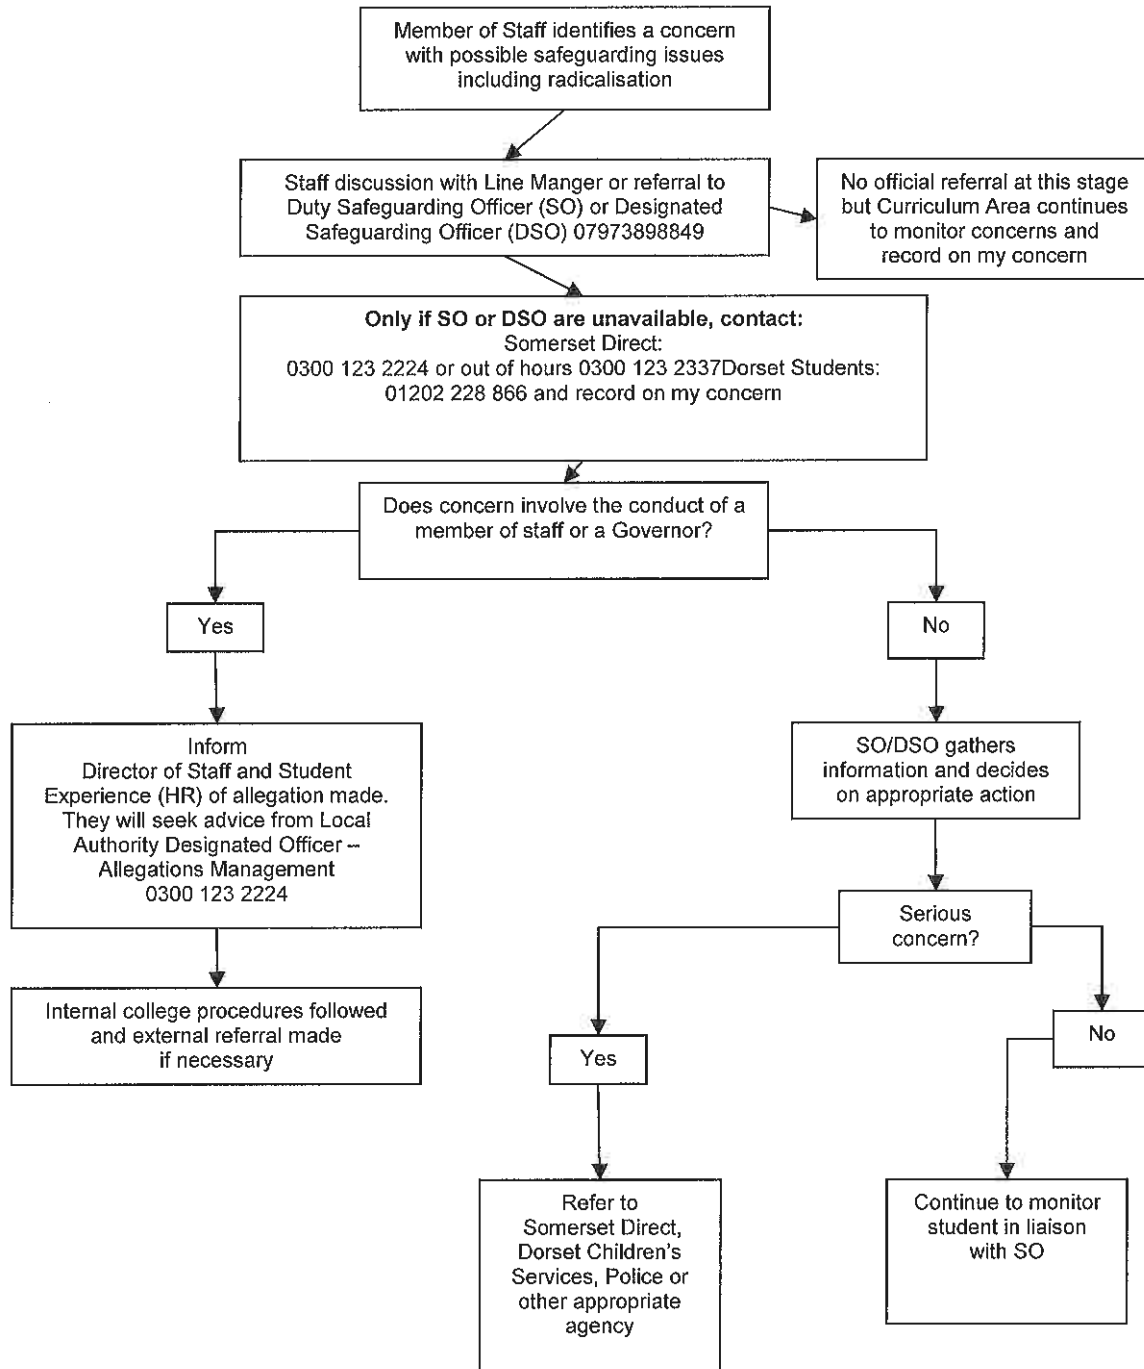 Member of Staff identifies a concern
with possible safeguarding issues
including radicalisation
Staff discussion with Line Manger or referral to
Duty Safeguarding Officer (SO) or Designated
Safeguarding Officer (DSO) 07973898849
No official referral at this stage
but Curriculum Area continues
to monitor concerns and
record on my concern
Only if SO or DSO are unavailable, contact:
Somerset Direct:
0300 123 2224 or out of hours 0300 123 2337Dorset Students:
01202 228 866 and record on my concern
Does concern involve the conduct of a
member of staff or a Governor?
Yes
No
Inform
Director of Staff and Student
Experience (HR) of allegation made.
They will seek advice from Local
Authority Designated Officer –
Allegations Management
0300 123 2224
SO/DSO gathers
information and decides
on appropriate action
Serious
concern?
Internal college procedures followed
and external referral made
if necessary
Yes
No
Refer to
Somerset Direct,
Dorset Children's
Services, Police or
other appropriate
agency
Continue to monitor
student in liaison
with SO